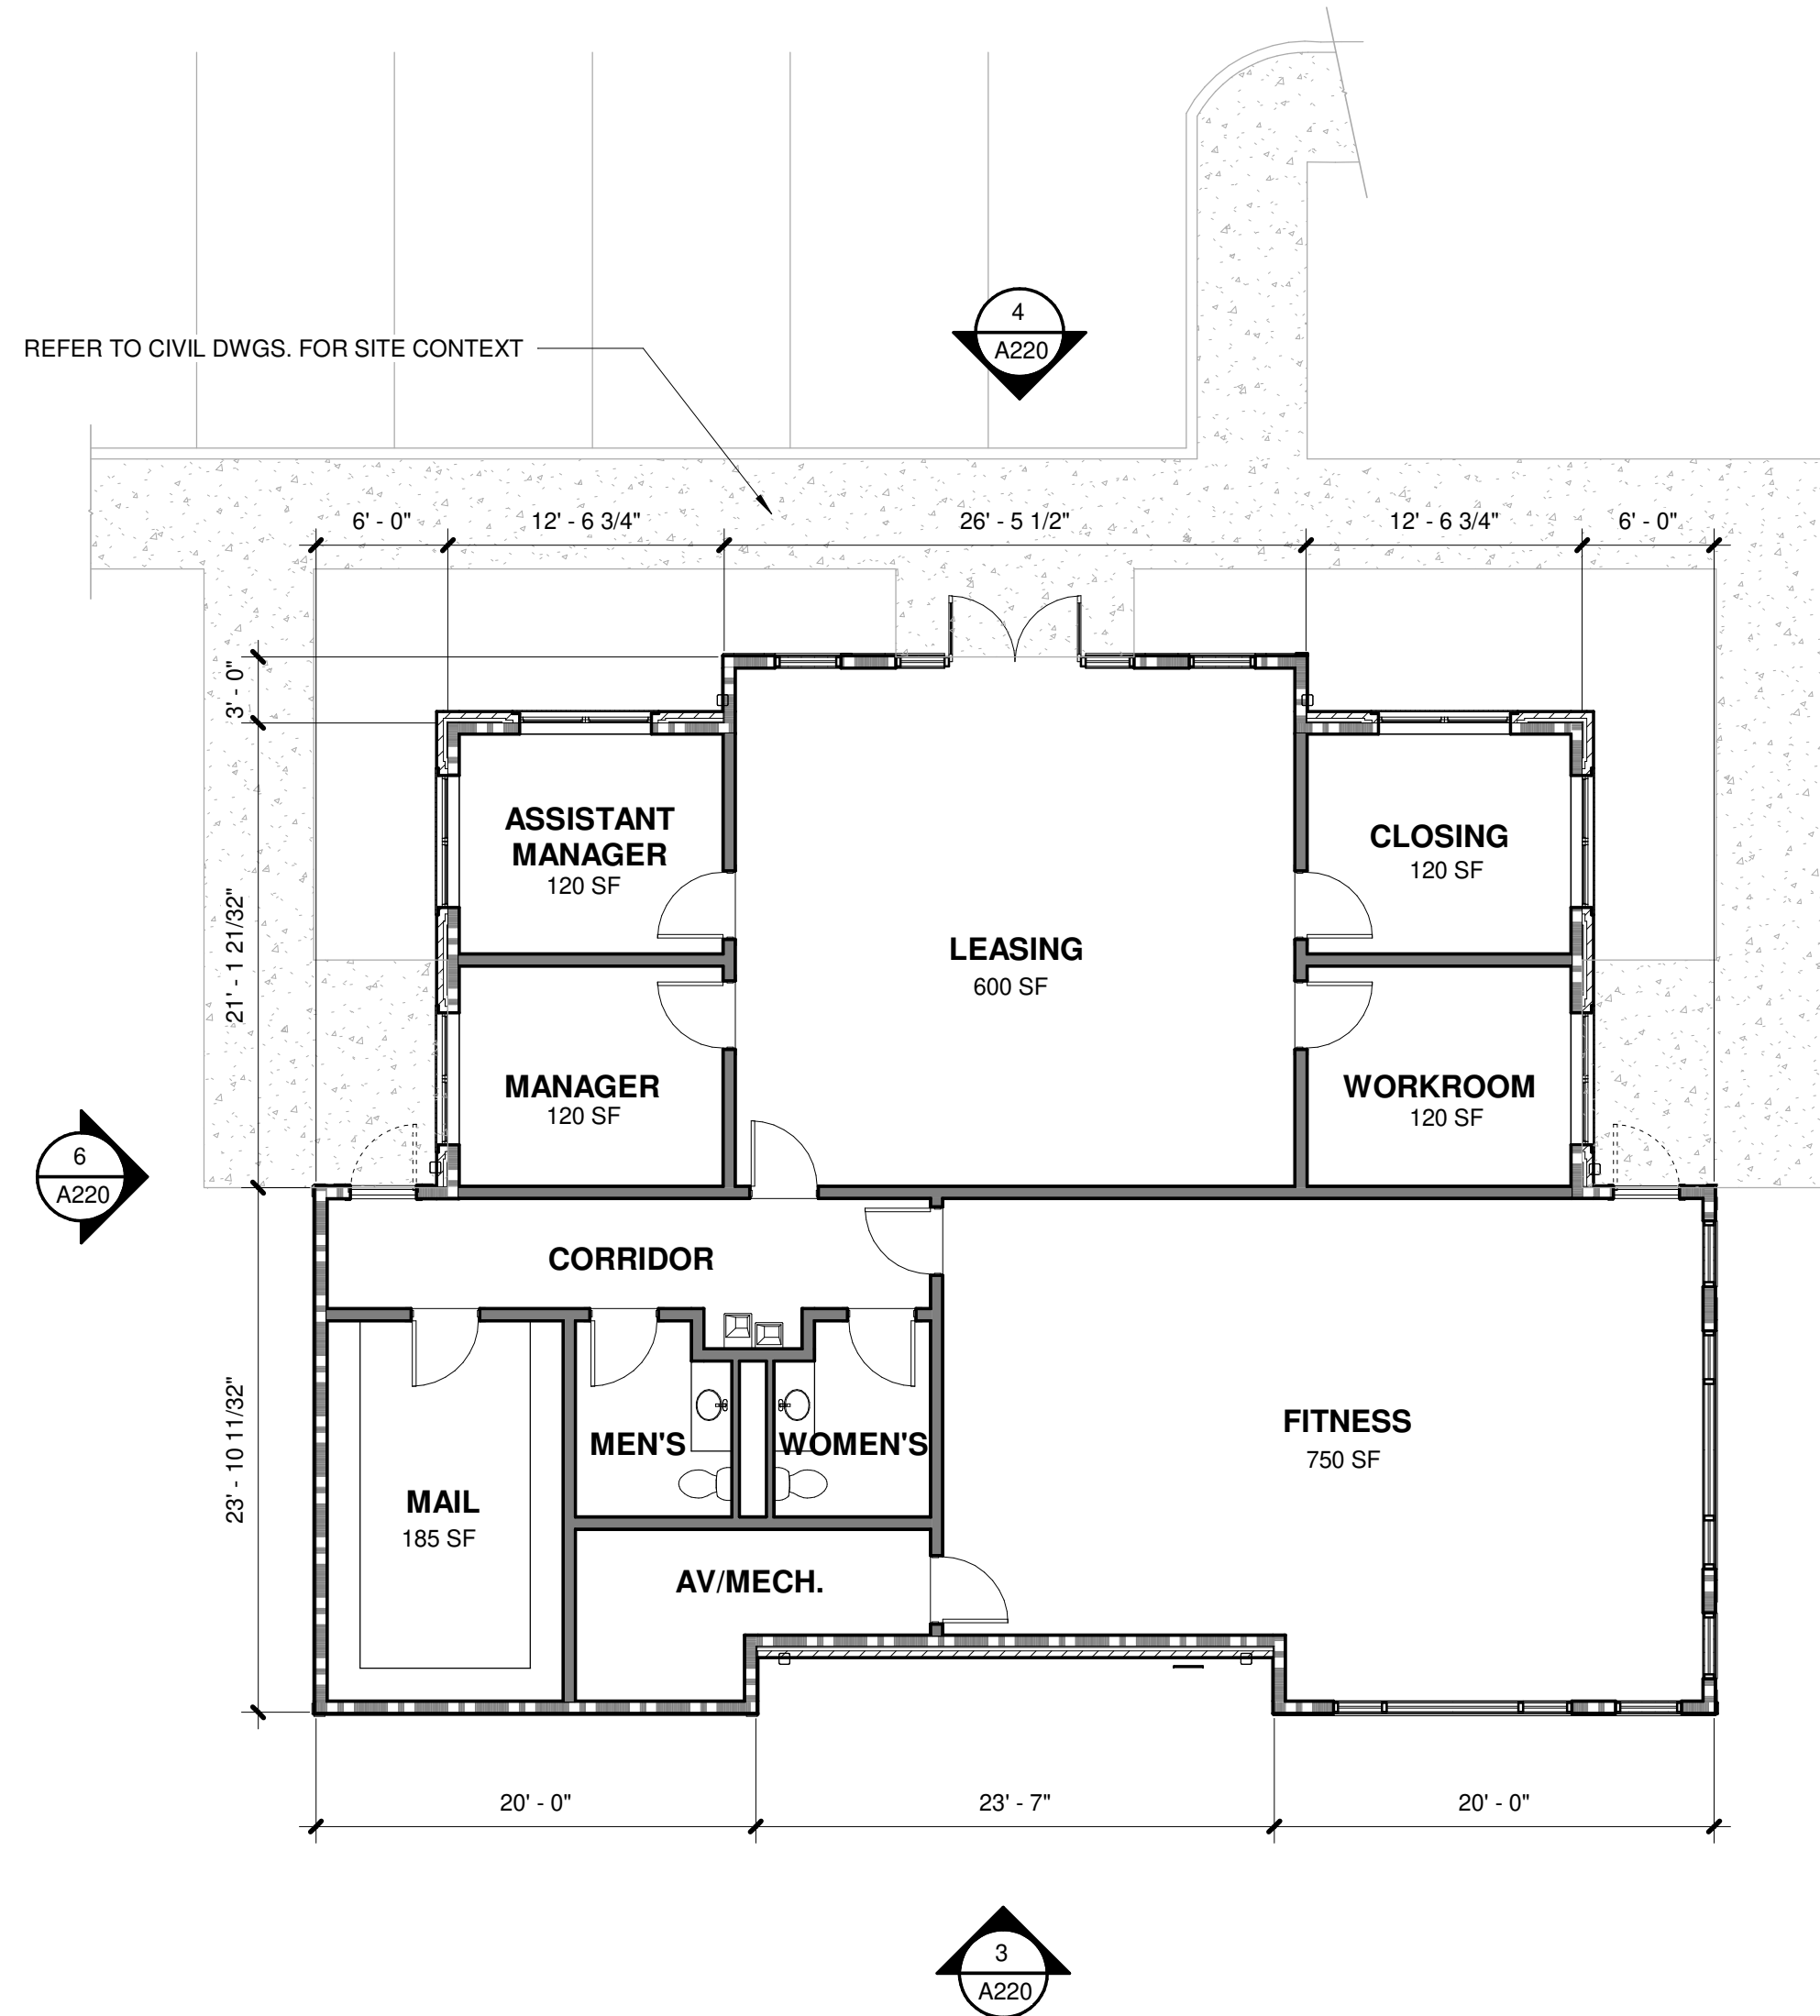 4
A220
REFER TO CIVIL DWGS. FOR SITE CONTEXT
6' - 0"
12' - 6 3/4"
26' - 5 1/2"
12' - 6 3/4"
6' - 0"
3' - 0"
21' - 1 21/32"
23' - 10 11/32"
ASSISTANT
MANAGER
120 SF
CLOSING
120 SF
LEASING
600 SF
MANAGER
120 SF
WORKROOM
120 SF
6
A220
CORRIDOR
FITNESS
750 SF
MEN'S
WOMEN'S
MAIL
185 SF
AV/MECH.
20' - 0"
23' - 7"
20' - 0"
3
A220